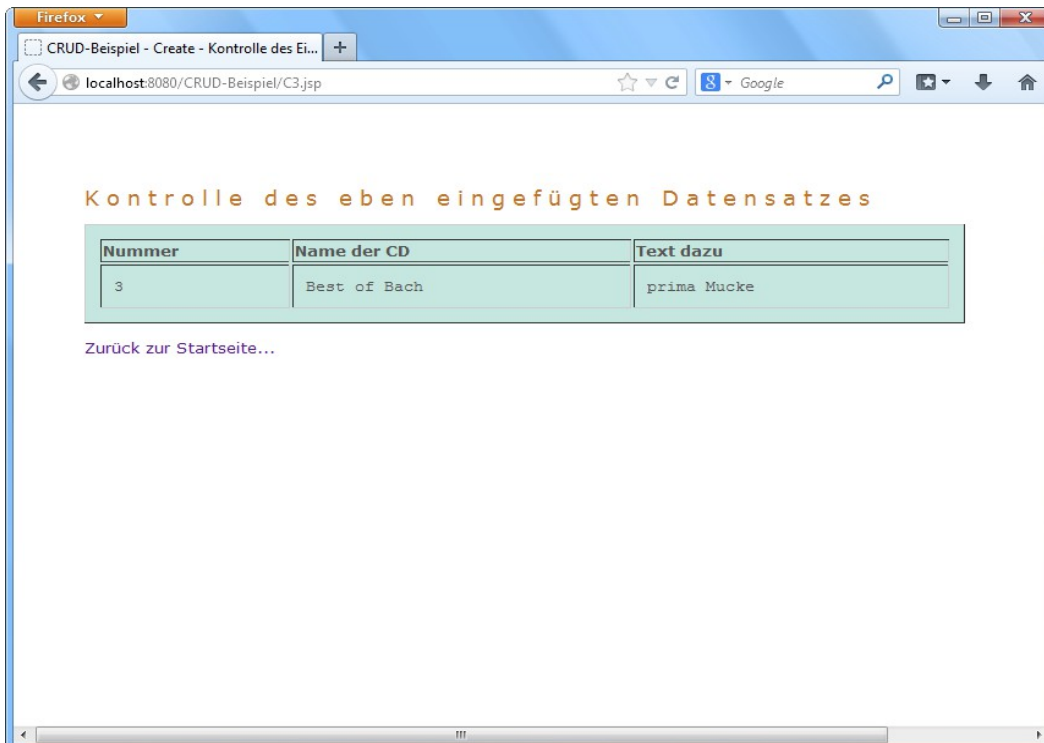 Firefox
CRUD-Beispiel - Create - Kontrolle des Ei...
localhost:8080/CRUD-Beispiel/C3.jsp
Google
Kontrolle des eben eingefügten Datensatzes
Nummer Name der CD Text dazu
3 Best of Bach prima Mucke
Zurück zur Startseite...